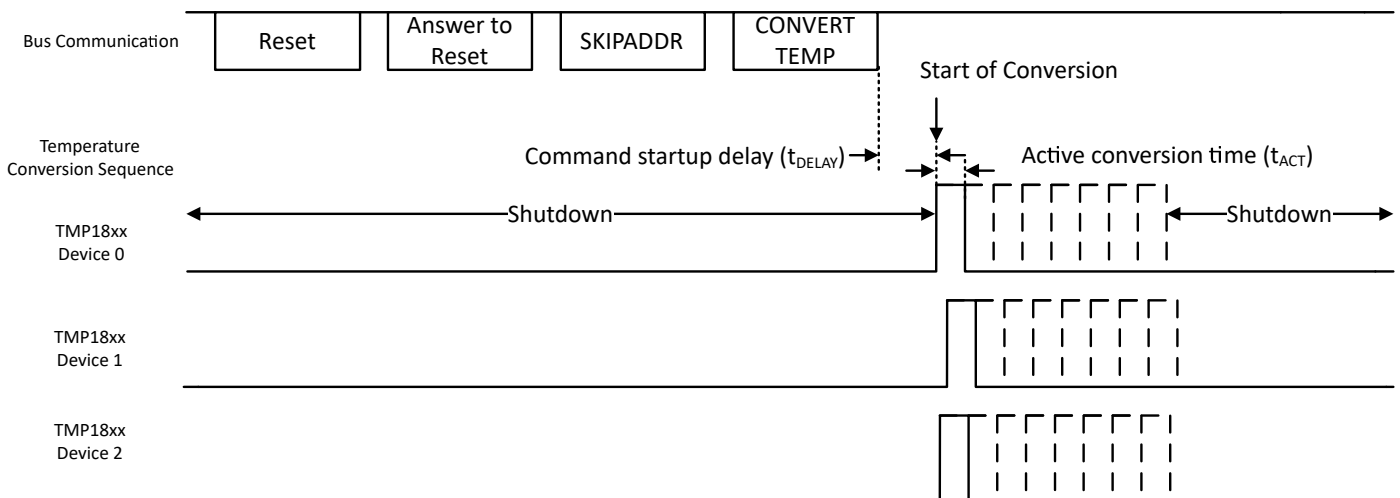 Bus Communication
Reset
Answer to
Reset
SKIPADDR
CONVERT
TEMP
Start of Conversion
Temperature
Conversion Sequence
Command startup delay (tDELAY)
Active conversion time (tACT)
Shutdown
Shutdown
TMP18xx
Device 0
TMP18xx
Device 1
TMP18xx
Device 2